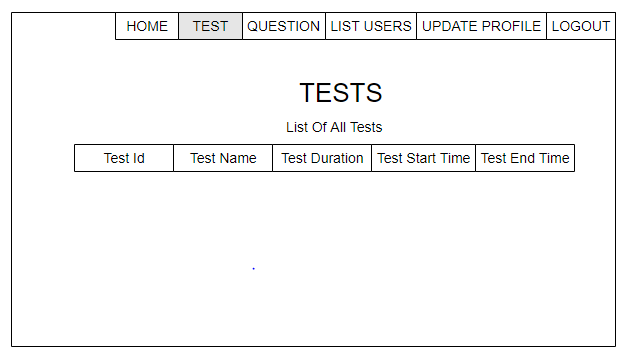 HOME TEST QUESTION LIST USERS UPDATE PROFILE LOGOUT
TESTS
List Of All Tests
Test Id Test Name Test Duration Test Start Time Test End Time